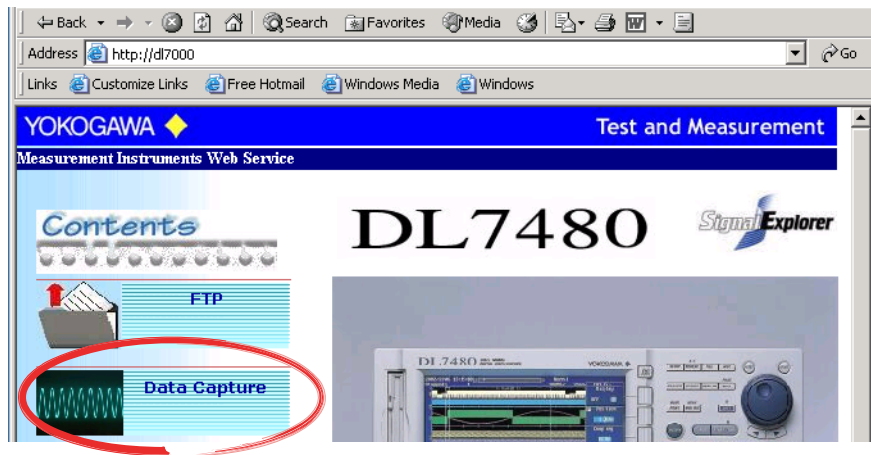 Back Search Favorites Media
Address http://dl7000 Go
Links Customize Links Free Hotmail Windows Media Windows
YOKOGAWA Test and Measurement
Measurement Instruments Web Service
Contents
DL7480
Signal Explorer
FTP
Data Capture
DL7480
YOKOGAWA